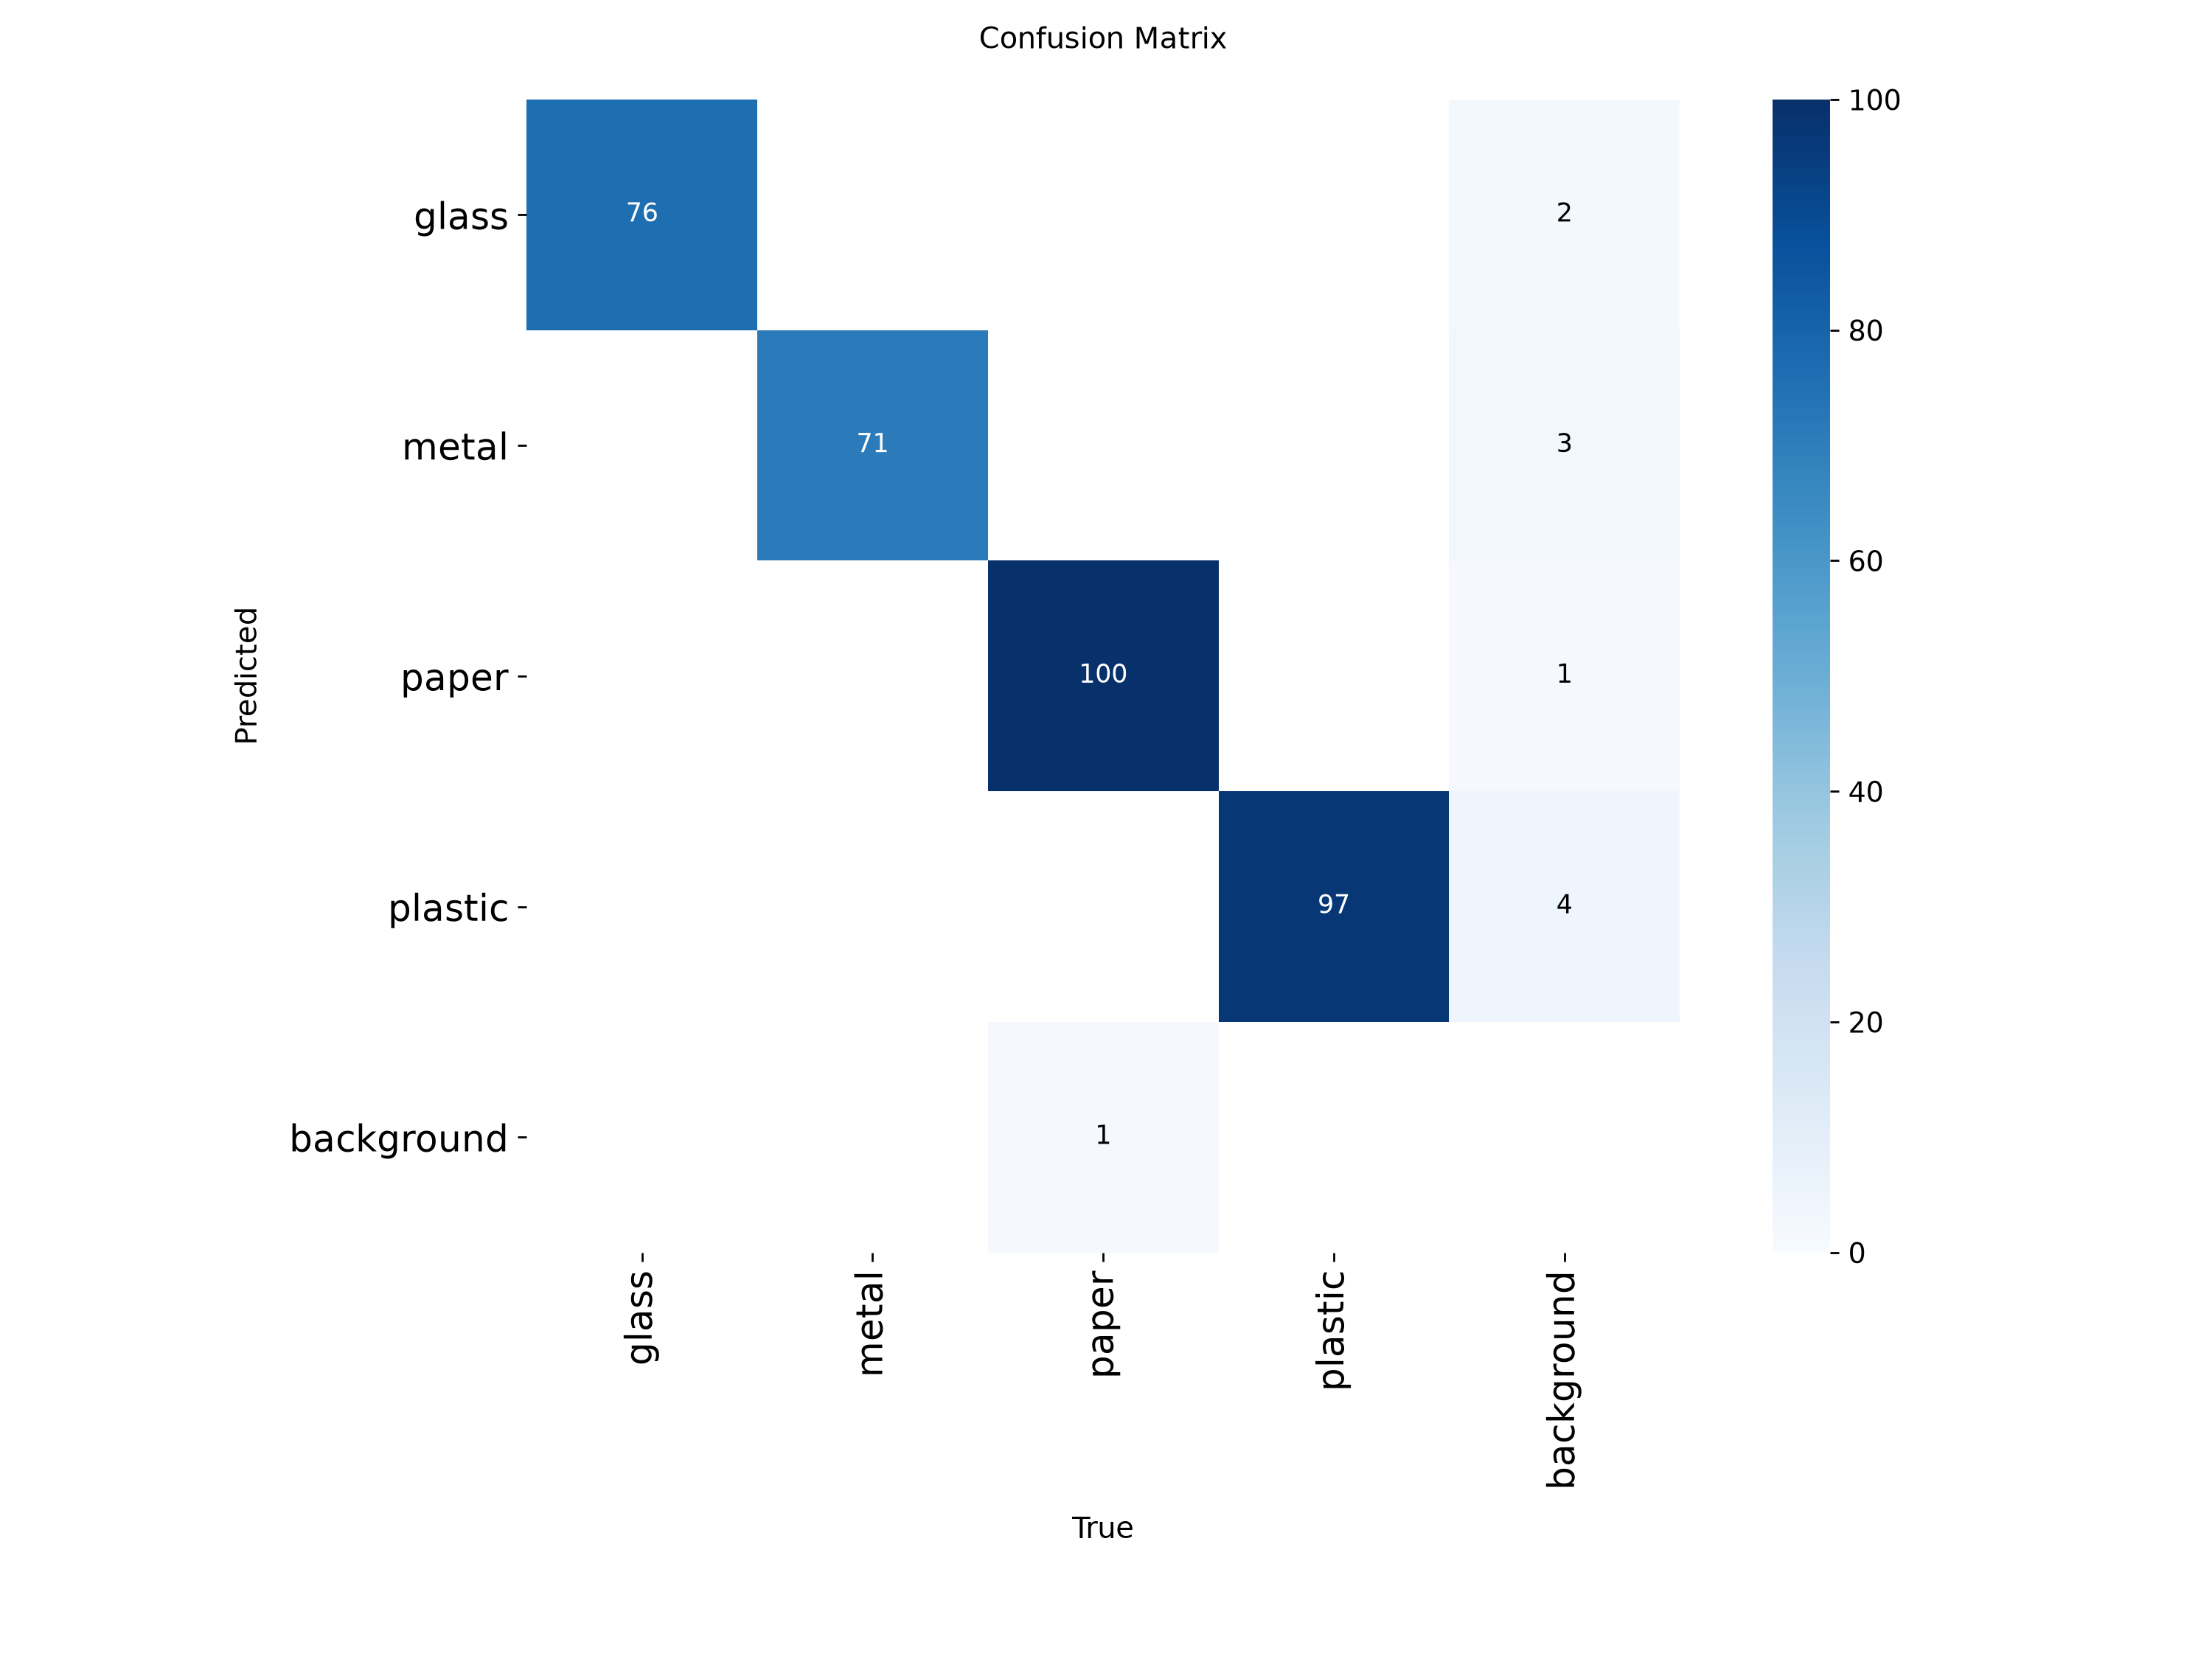 Confusion Matrix
100
glass
76
2
80
metal
71
3
60
Predicted
paper
100
1
40
plastic
97
4
20
background
1
0
glass
metal
paper
plastic
background
True